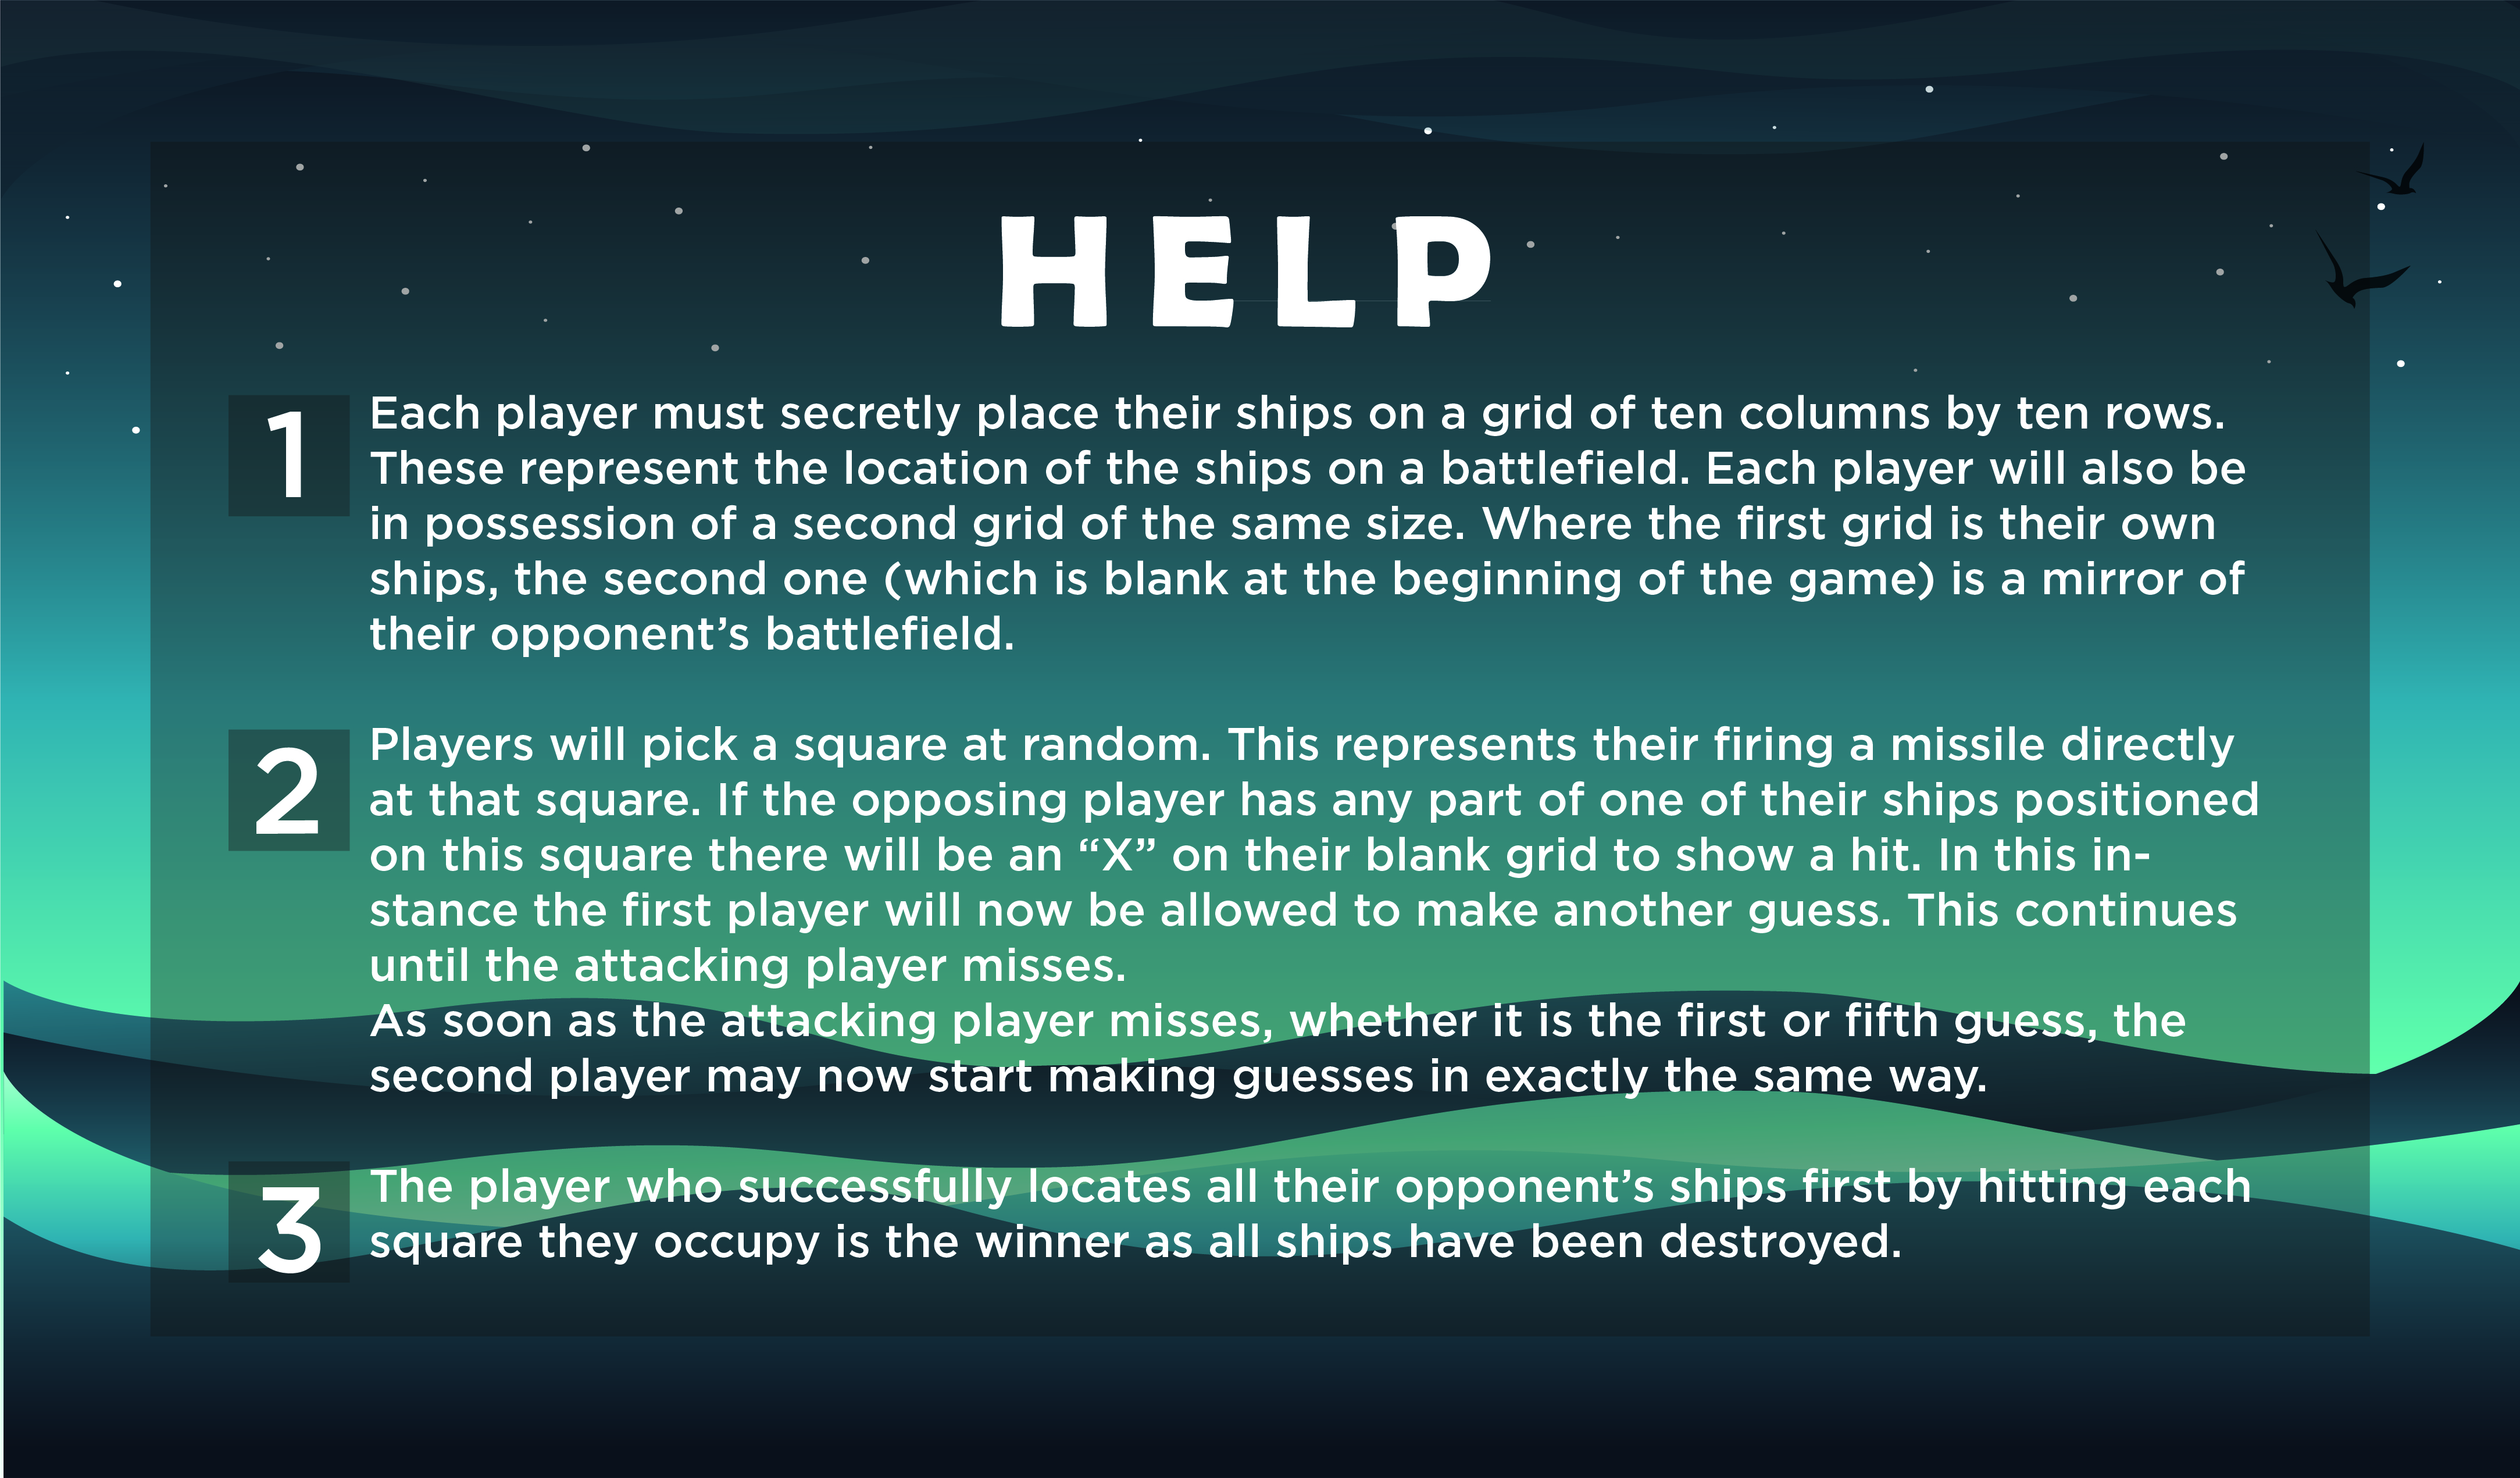 HELP
1
Each player must secretly place their ships on a grid of ten columns by ten rows.
These represent the location of the ships on a battlefield. Each player will also be
in possession of a second grid of the same size. Where the first grid is their own
ships, the second one (which is blank at the beginning of the game) is a mirror of
their opponent’s battlefield.
2
Players will pick a square at random. This represents their firing a missile directly
at that square. If the opposing player has any part of one of their ships positioned
on this square there will be an “X” on their blank grid to show a hit. In this in-
stance the first player will now be allowed to make another guess. This continues
until the attacking player misses.
As soon as the attacking player misses, whether it is the first or fifth guess, the
second player may now start making guesses in exactly the same way.
3
The player who successfully locates all their opponent’s ships first by hitting each
square they occupy is the winner as all ships have been destroyed.